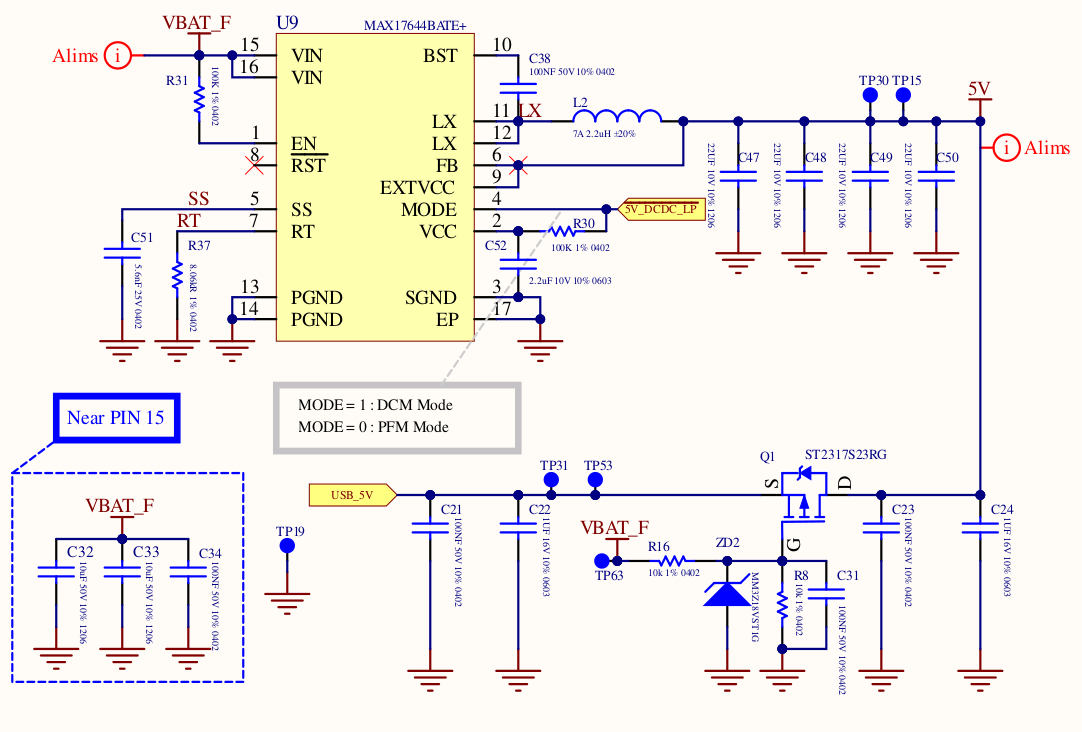 VBAT_F
U9
MAX17644BATE+
Alims
i
15
VIN
BST
10
16
VIN
R31
100K 1% 0402
C38
100NF 50V10% 0402
TP30
TP15
5V
L2
LX
11
LX
7A 2.2uH ±20%
1
EN
LX
12
8
RST
FB
6
i
Alims
9
EXTVCC
C47
22UF 10V 10% 1206
C48
22UF 10V 10% 1206
C49
22UF 10V 10% 1206
C50
22UF 10V 10% 1206
SS
5
SS
MODE
4
5V_DCDC_LP
RT
7
RT
VCC
2
R30
100K 1% 0402
C51
5.6nF 25V 0402
R37
8.06kR 1% 0402
C52
2.2uF 10V 10% 0603
13
PGND
SGND
3
14
PGND
EP
17
MODE = 1 : DCM Mode
MODE = 0 : PFM Mode
Near PIN 15
VBAT_F
C32
10uF 50V 10% 1206
C33
10uF 50V 10% 1206
C34
100NF 50V 10% 0402
TP19
USB_5V
TP31
TP53
Q1
ST2317S23RG
S
D
G
C21
100NF 50V 10% 0402
C22
1UF 16V 10% 0603
VBAT_F
TP63
R16
10k 1% 0402
ZD2
MM3Z18VST1G
R8
10k 1% 0402
C31
100NF 50V 10% 0402
C23
100NF 50V 10% 0402
C24
1UF 16V 10% 0603